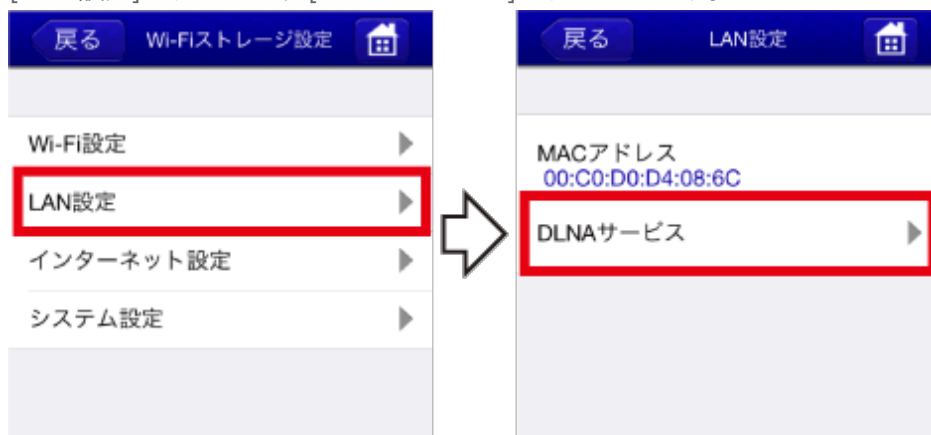 戻る Wi-Fiストレージ設定
Wi-Fi設定
LAN設定
インターネット設定
システム設定
戻る LAN設定
MACアドレス
00:C0:D0:D4:08:6C
DLNAサービス